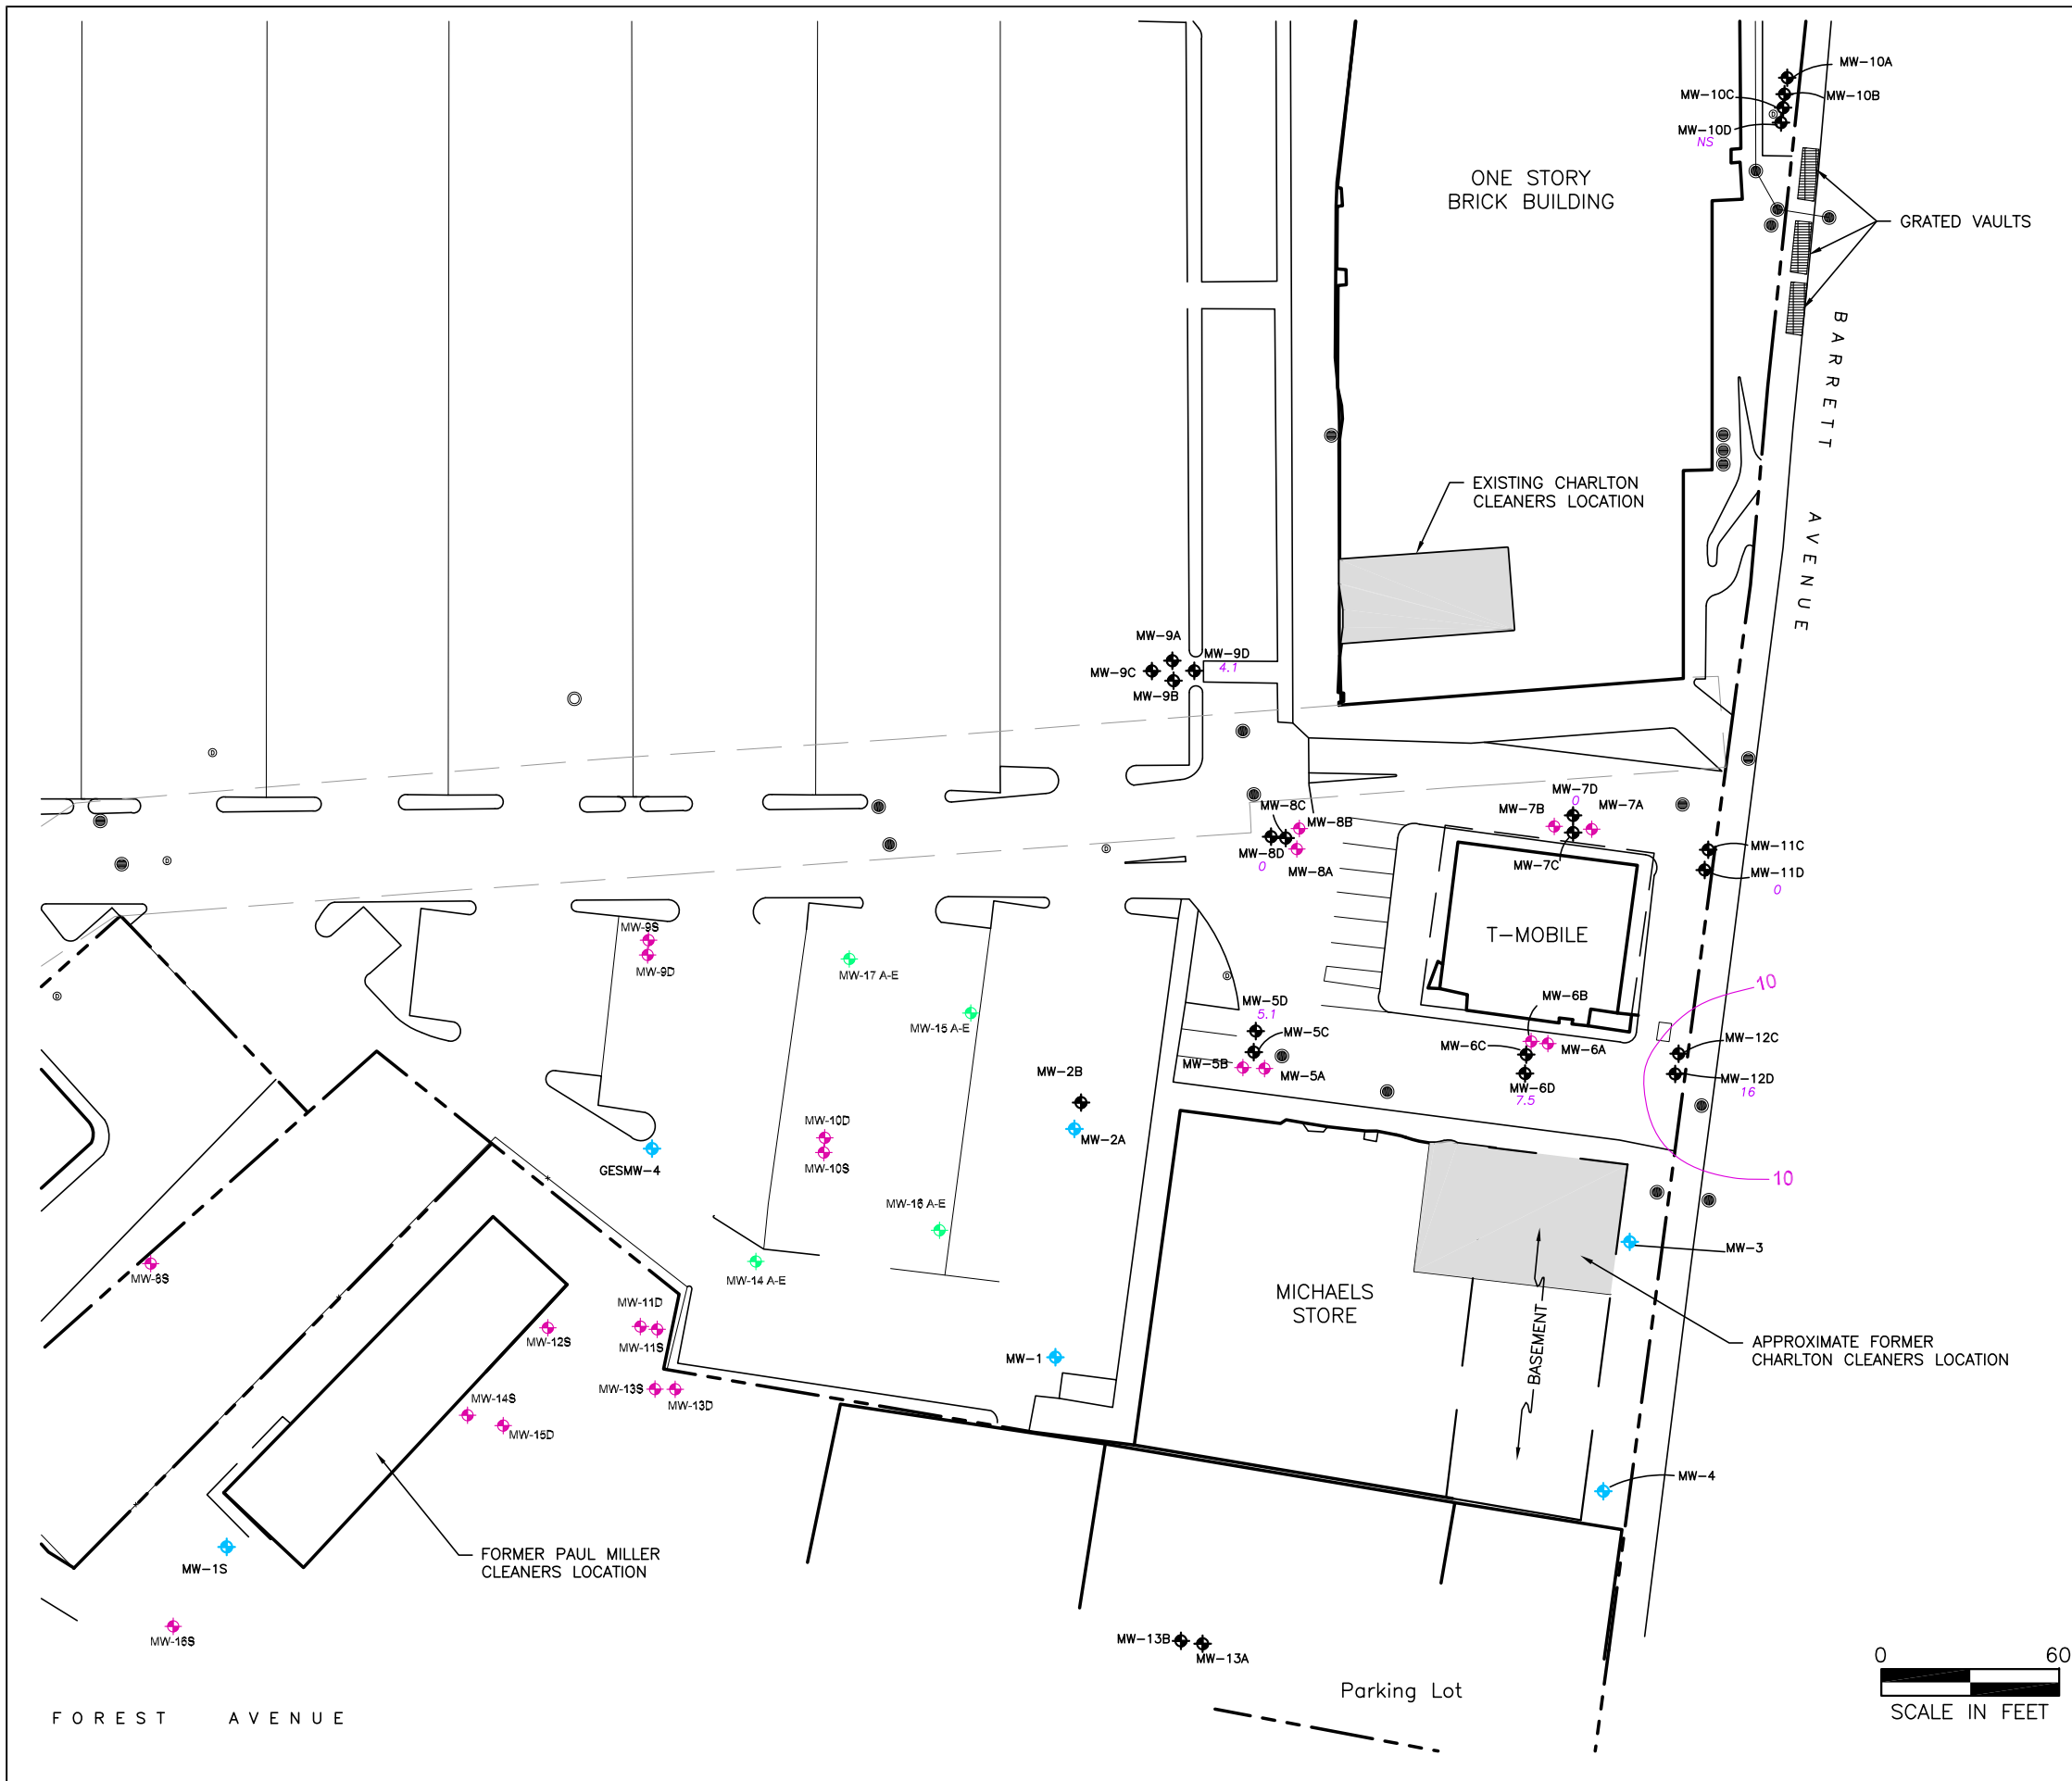 MW-10A
MW-10C
MW-10B
MW-10D
NS
ONE STORY
BRICK BUILDING
GRATED VAULTS
BARRETT AVENUE
EXISTING CHARLTON
CLEANERS LOCATION
MW-9A
MW-9D
4.1
MW-9C
MW-9B
MW-7D
0
MW-7B
MW-7A
MW-8C
MW-8B
MW-8D
0
MW-8A
MW-7C
MW-11C
MW-11D
0
T-MOBILE
MW-9S
MW-9D
MW-17 A-E
MW-15 A-E
10
MW-6B
MW-5D
5.1
MW-5C
MW-6C
MW-6A
MW-12C
MW-5B
MW-5A
MW-2B
MW-6D
7.5
MW-12D
16
MW-10D
MW-10S
MW-2A
GESMW-4
10
MW-16 A-E
MW-3
MW-8S
MW-14 A-E
MICHAELS
STORE
BASEMENT
MW-11D
MW-12S
MW-11S
MW-1
APPROXIMATE FORMER
CHARLTON CLEANERS LOCATION
MW-13S
MW-13D
MW-14S
MW-15D
MW-4
FORMER PAUL MILLER
CLEANERS LOCATION
MW-1S
MW-16S
MW-13B
MW-13A
Parking Lot
0 60
SCALE IN FEET
FOREST AVENUE